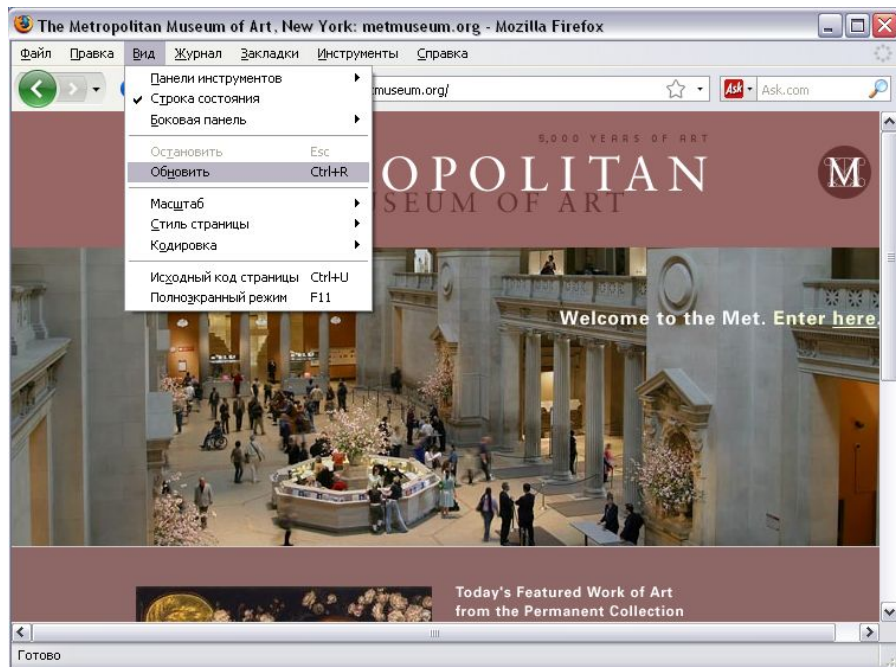 The Metropolitan Museum of Art, New York: metmuseum.org - Mozilla Firefox
Файл Правка Вид Журнал Закладки Инструменты Справка
museum.org/ Ask Ask.com
Панели инструментов
Строка состояния
Боковая панель
Остановить Esc
Обновить Ctrl+R
Масштаб
Стиль страницы
Кодировка
Исходный код страницы Ctrl+U
Полноэкранный режим F11
5,000 YEARS OF ART
OPOLITAN M
SEUM OF ART
Welcome to the Met. Enter here.
Today's Featured Work of Art
from the Permanent Collection
Готово